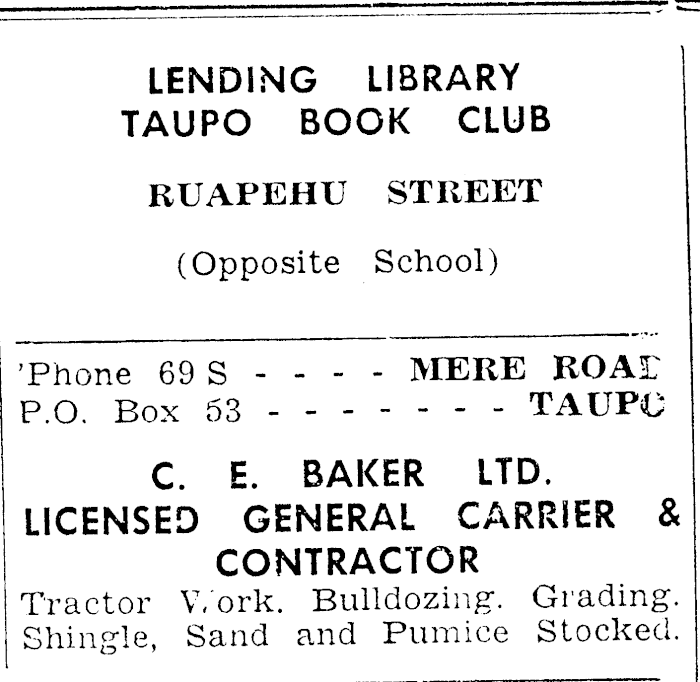 LENDING LIBRARY
TAUPO BOOK CLUB
RUAPEHU STREET
(Opposite School)
'Phone 69 S - - - - MERE ROAD
P.O. Box 53 - - - - - - - TAUPO
C. E. BAKER LTD.
LICENSED GENERAL CARRIER &
CONTRACTOR
Tractor Work. Bulldozing. Grading.
Shingle, Sand and Pumice Stocked.